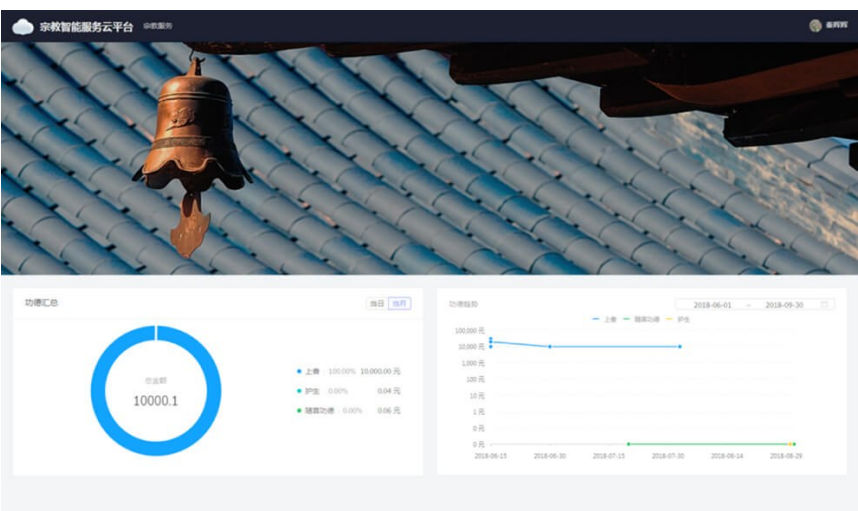 宗教智能服务云平台 宗教服务
功德汇总 当日 当月
总金额
10000.1
上香 100.00% 10,000.00 元
护生 0.00% 0.04 元
随喜功德 0.00% 0.06 元
功德趋势 2018-06-01 ~ 2018-09-30
上香 随喜功德 护生
100,000 元
10,000 元
1,000 元
100 元
10 元
1 元
0 元
0 元
2018-06-15 2018-06-30 2018-07-15 2018-07-30 2018-08-14 2018-08-29